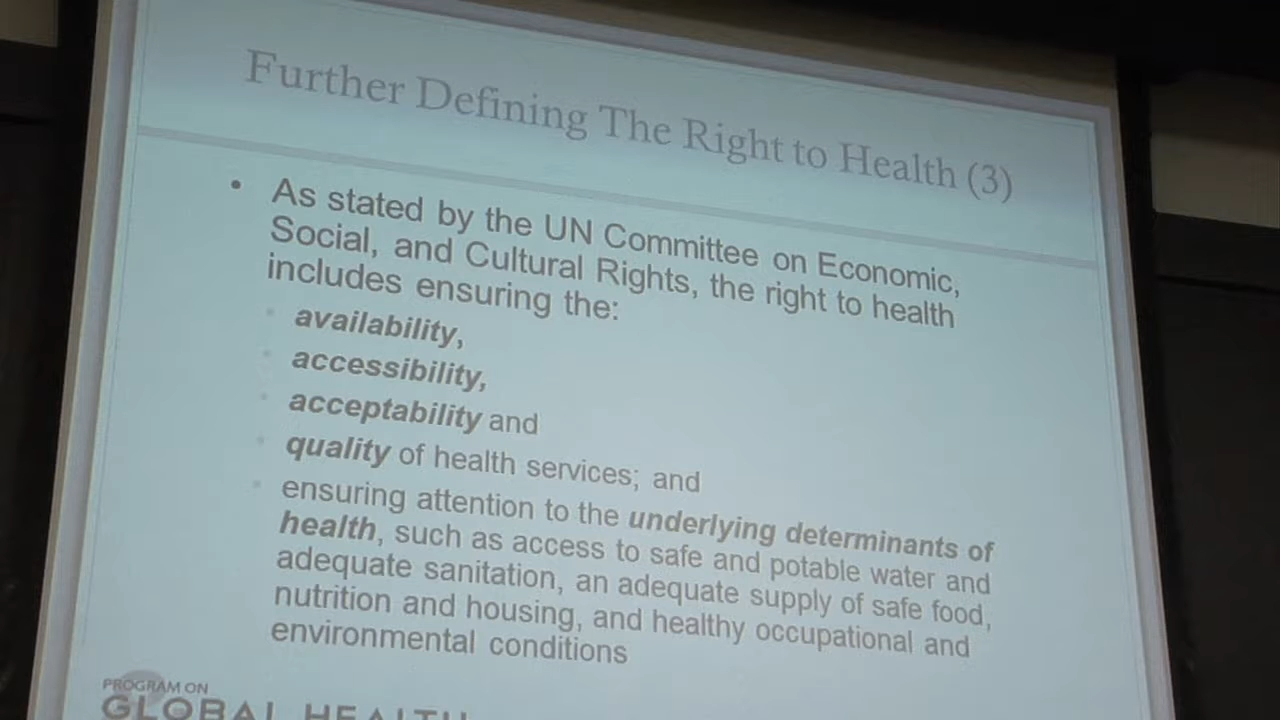 Further Defining The Right to Health (3)
• As stated by the UN Committee on Economic,
Social, and Cultural Rights, the right to health
includes ensuring the:
availability,
accessibility,
acceptability and
quality of health services; and
ensuring attention to the underlying determinants of
health, such as access to safe and potable water and
adequate sanitation, an adequate supply of safe food,
nutrition and housing, and healthy occupational and
environmental conditions
PROGRAM ON
GLOBAL HEALTH